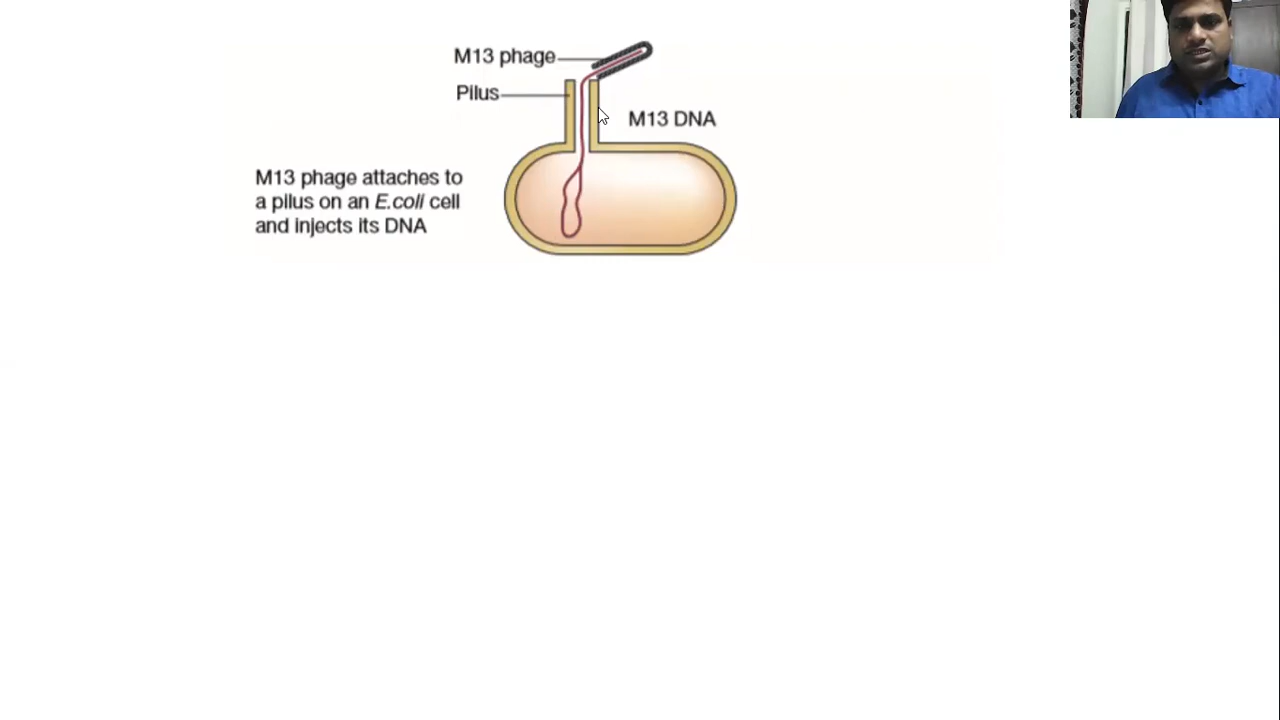 M13 phage
Pilus
M13 DNA
M13 phage attaches to
a pilus on an E.coli cell
and injects its DNA